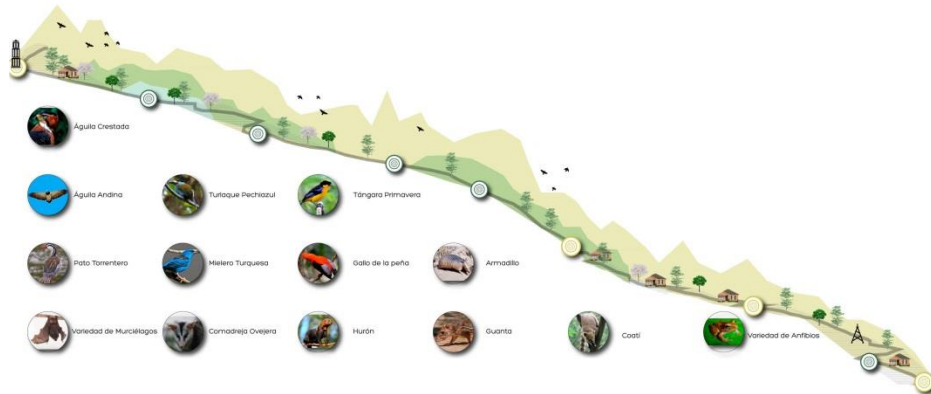 Águila Crestada
Águila Andina
Turlaque Pechiazul
Tángara Primavera
Pato Torrentero
Mielero Turquesa
Gallo de la peña
Armadillo
Variedad de Murciélagos
Comadreja Ovejera
Hurón
Guanta
Coatí
Variedad de Anfibios